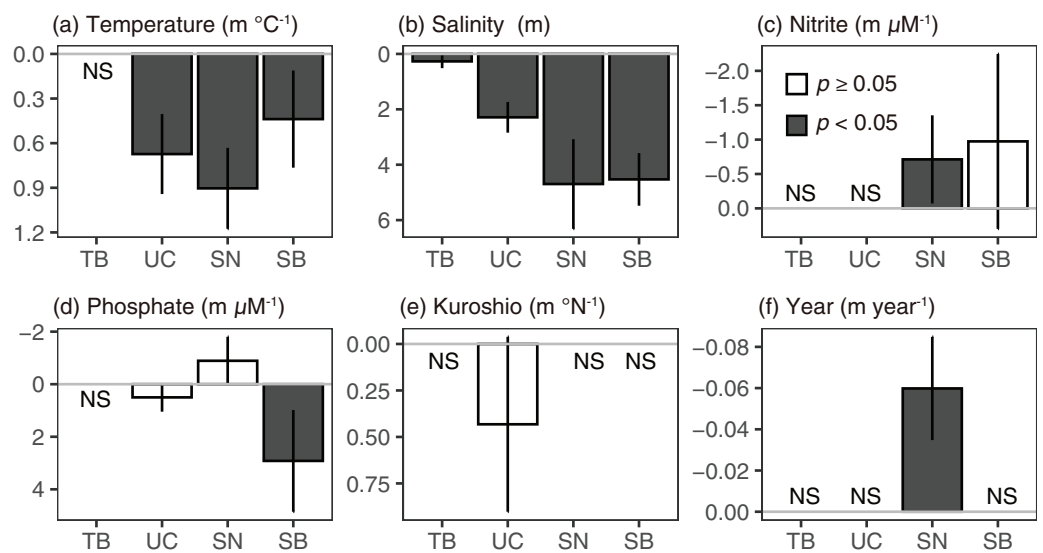 (a) Temperature (m °C⁻¹)
0.0
0.3
0.6
0.9
1.2
NS
TB UC SN SB
(b) Salinity (m)
0
2
4
6
TB UC SN SB
(c) Nitrite (m μM⁻¹)
−2.0
−1.5
−1.0
−0.5
0.0
p ≥ 0.05
p < 0.05
NS NS
TB UC SN SB
(d) Phosphate (m μM⁻¹)
−2
0
2
4
NS
TB UC SN SB
(e) Kuroshio (m °N⁻¹)
0.00
0.25
0.50
0.75
NS NS NS
TB UC SN SB
(f) Year (m year⁻¹)
−0.08
−0.06
−0.04
−0.02
0.00
NS NS NS
TB UC SN SB